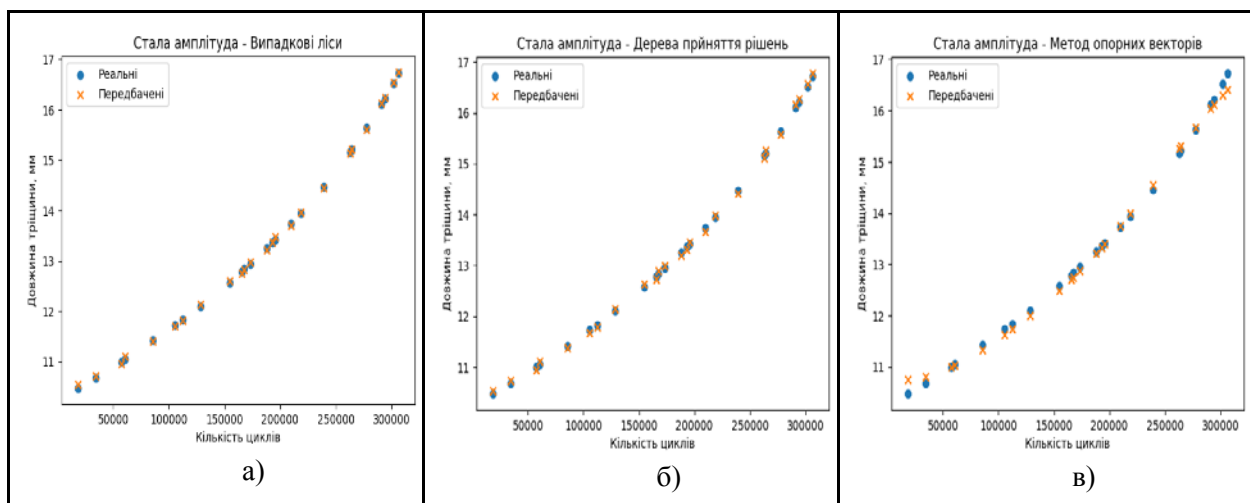 Стала амплітуда - Випадкові ліси
Реальні
Передбачені
Довжина тріщини, мм
17
16
15
14
13
12
11
50000 100000 150000 200000 250000 300000
Кількість циклів
а)
Стала амплітуда - Дерева прйняття рішень
Реальні
Передбачені
Довжина тріщини, мм
17
16
15
14
13
12
11
50000 100000 150000 200000 250000 300000
Кількість циклів
б)
Стала амплітуда - Метод опорних векторів
Реальні
Передбачені
Довжина тріщини, мм
17
16
15
14
13
12
11
50000 100000 150000 200000 250000 300000
Кількість циклів
в)